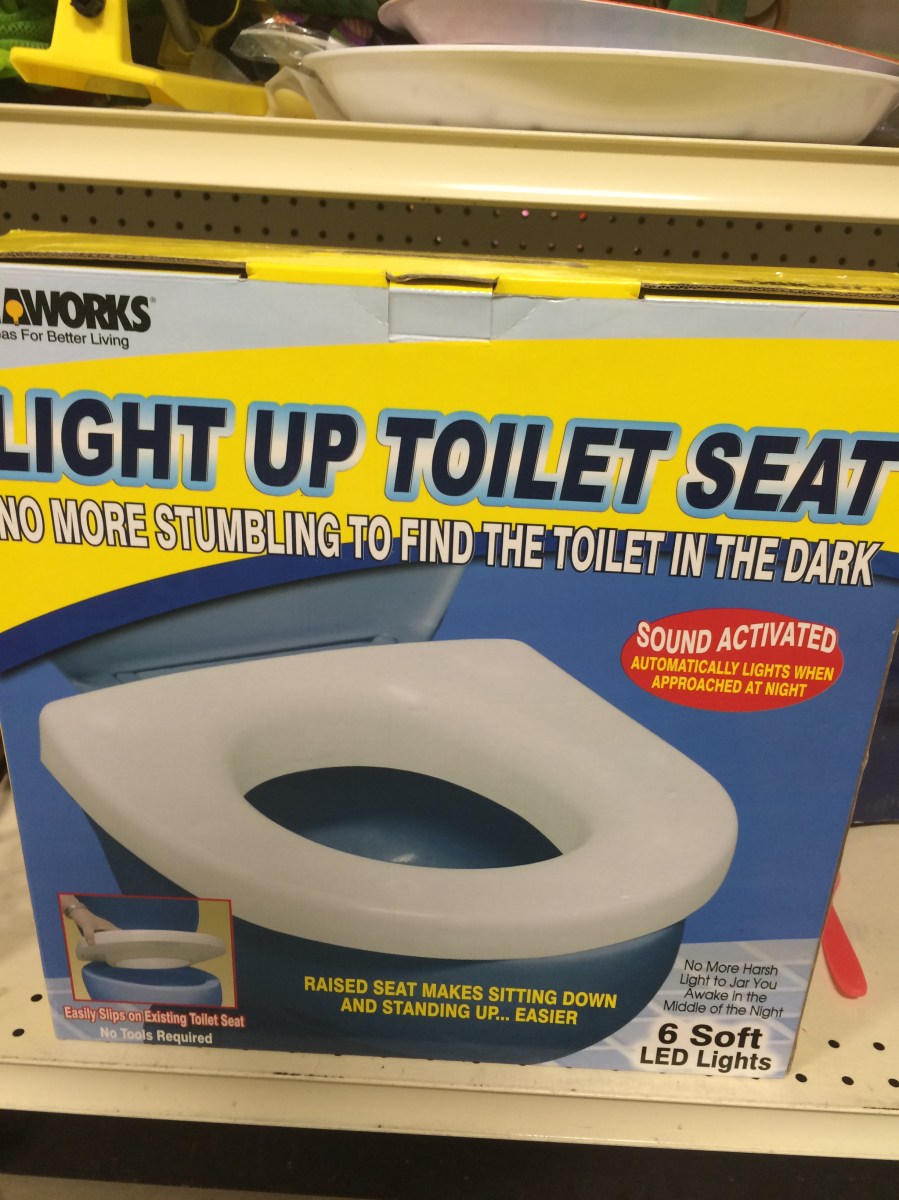 AWORKS®
as For Better Living
LIGHT UP TOILET SEAT
NO MORE STUMBLING TO FIND THE TOILET IN THE DARK
SOUND ACTIVATED
AUTOMATICALLY LIGHTS WHEN
APPROACHED AT NIGHT
Easily Slips on Existing Toilet Seat
No Tools Required
RAISED SEAT MAKES SITTING DOWN
AND STANDING UP... EASIER
No More Harsh
Light to Jar You
Awake in the
Middle of the Night
6 Soft
LED Lights